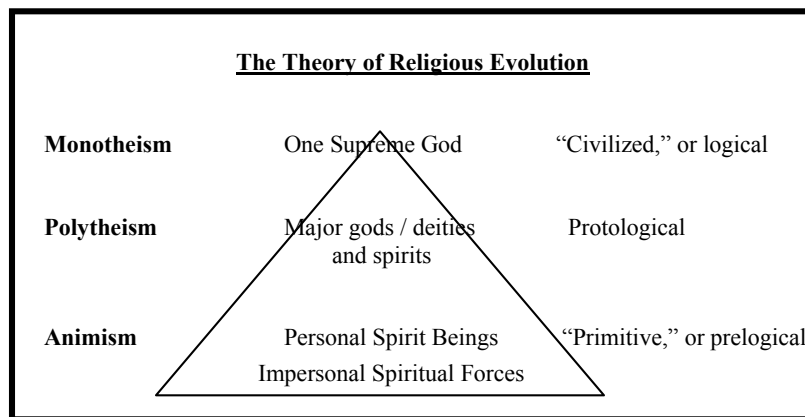 The Theory of Religious Evolution
Monotheism One Supreme God “Civilized,” or logical
Polytheism Major gods / deities Protological
and spirits
Animism Personal Spirit Beings “Primitive,” or prelogical
Impersonal Spiritual Forces